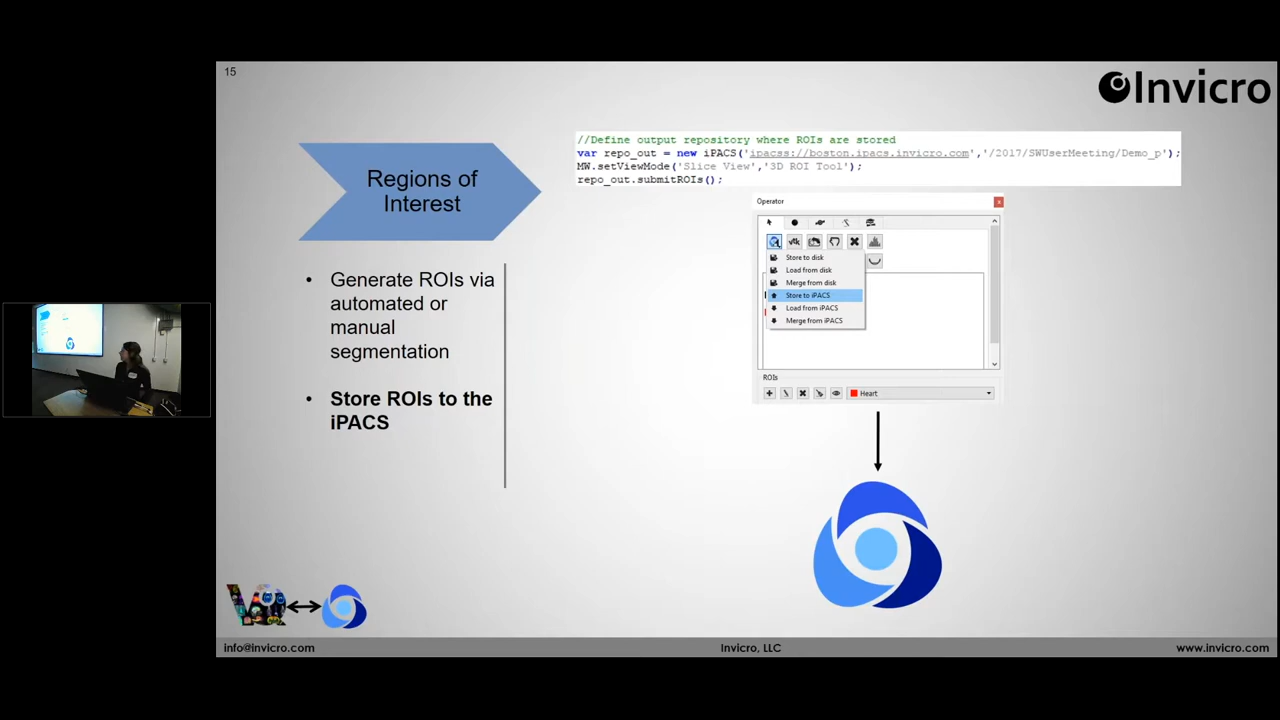 15
Invicro
Regions of
Interest
//Define output repository where ROIs are stored
var repo_out = new iPACS('ipacss://boston.ipacs.invicro.com','/2017/SWUserMeeting/Demo_p');
MW.setViewMode('Slice View','3D ROI Tool');
repo_out.submitROIs();
• Generate ROIs via
automated or
manual
segmentation
• Store ROIs to the
iPACS
Operator
Store to disk
Load from disk
Merge from disk
Store to iPACS
Load from iPACS
Merge from iPACS
ROIs
Heart
info@invicro.com
Invicro, LLC
www.invicro.com